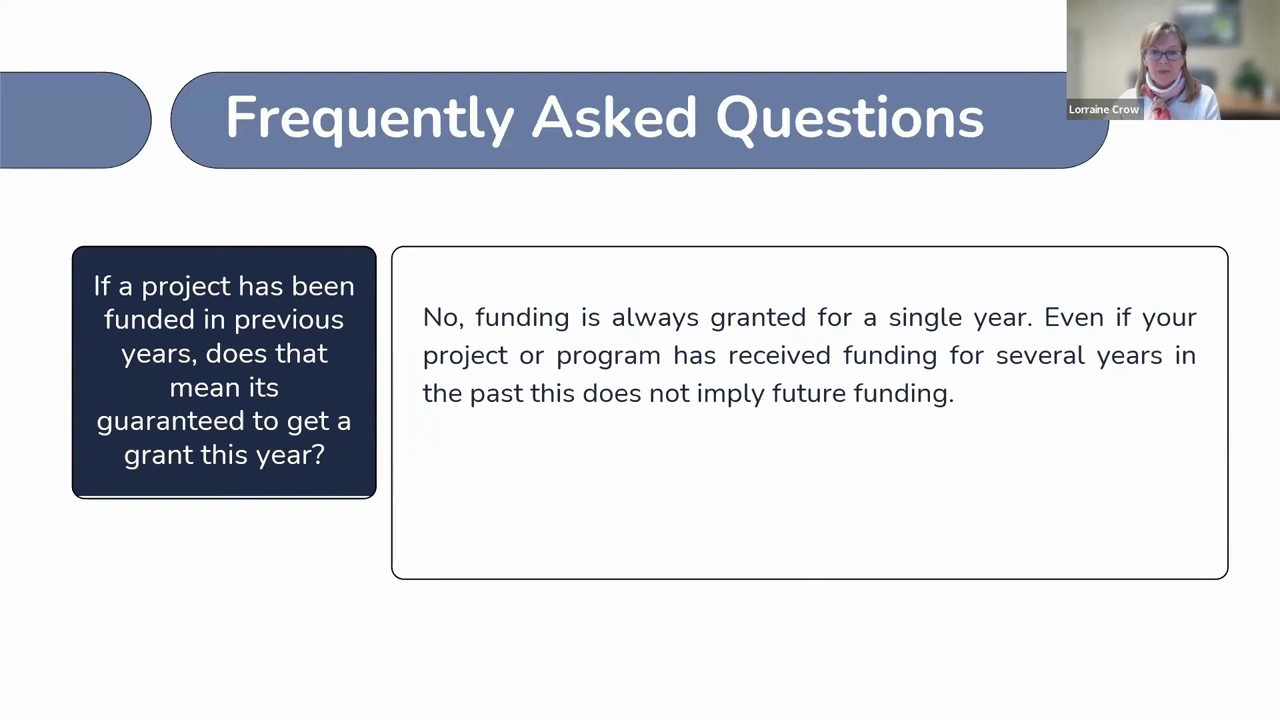 Lorraine Crow
Frequently Asked Questions
If a project has been
funded in previous
years, does that
mean its
guaranteed to get a
grant this year?
No, funding is always granted for a single year. Even if your
project or program has received funding for several years in
the past this does not imply future funding.